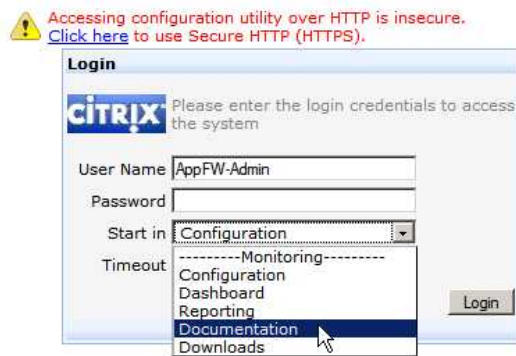 Accessing configuration utility over HTTP is insecure.
Click here to use Secure HTTP (HTTPS).
Login
CİTRIX Please enter the login credentials to access
the system
User Name AppFW-Admin
Password
Start in Configuration
Timeout
---------Monitoring---------
Configuration
Dashboard
Reporting
Documentation
Downloads
Login